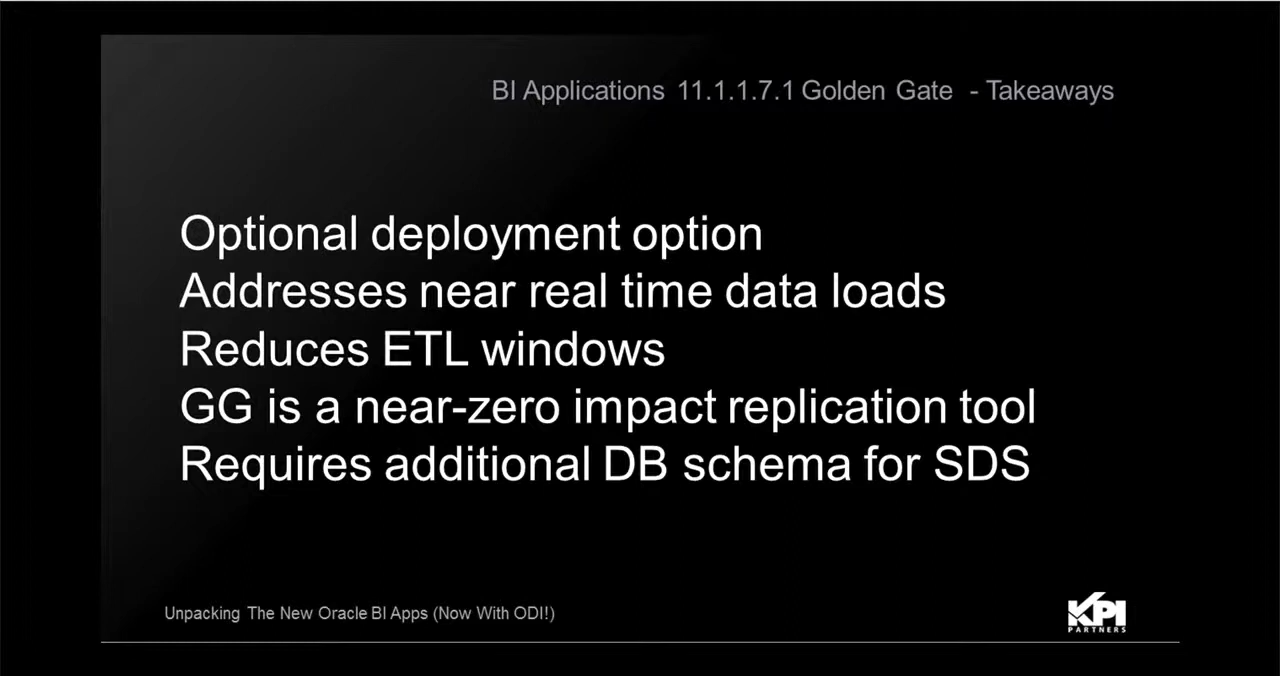 BI Applications 11.1.1.7.1 Golden Gate - Takeaways
Optional deployment option
Addresses near real time data loads
Reduces ETL windows
GG is a near-zero impact replication tool
Requires additional DB schema for SDS
Unpacking The New Oracle BI Apps (Now With ODI!)
KPI
PARTNERS